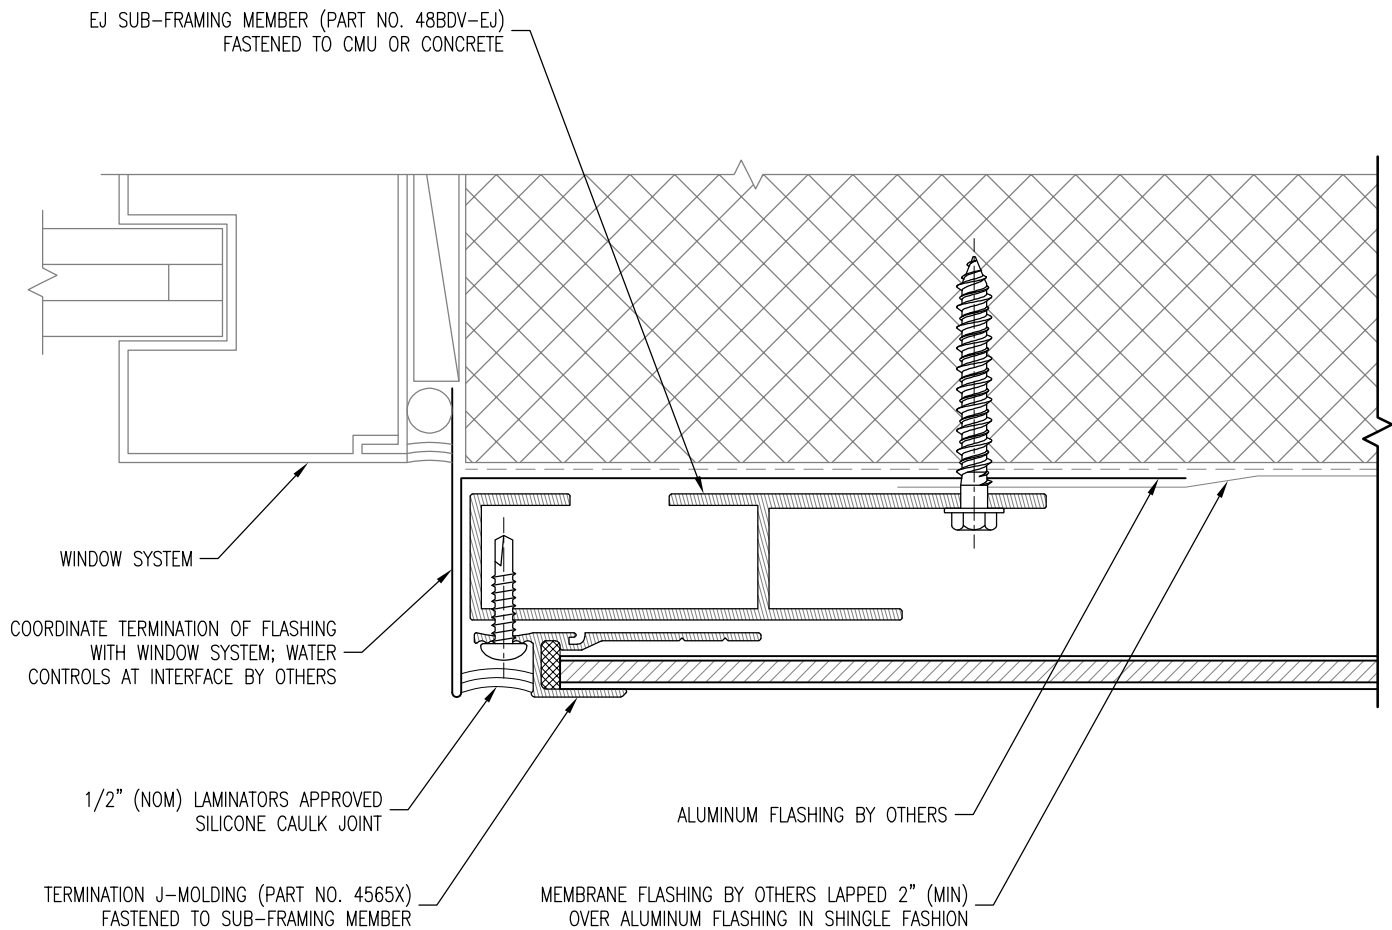 EJ SUB-FRAMING MEMBER (PART NO. 48BDV-EJ)
FASTENED TO CMU OR CONCRETE
WINDOW SYSTEM
COORDINATE TERMINATION OF FLASHING
WITH WINDOW SYSTEM; WATER
CONTROLS AT INTERFACE BY OTHERS
1/2" (NOM) LAMINATORS APPROVED
SILICONE CAULK JOINT
ALUMINUM FLASHING BY OTHERS
TERMINATION J-MOLDING (PART NO. 4565X)
FASTENED TO SUB-FRAMING MEMBER
MEMBRANE FLASHING BY OTHERS LAPPED 2" (MIN)
OVER ALUMINUM FLASHING IN SHINGLE FASHION